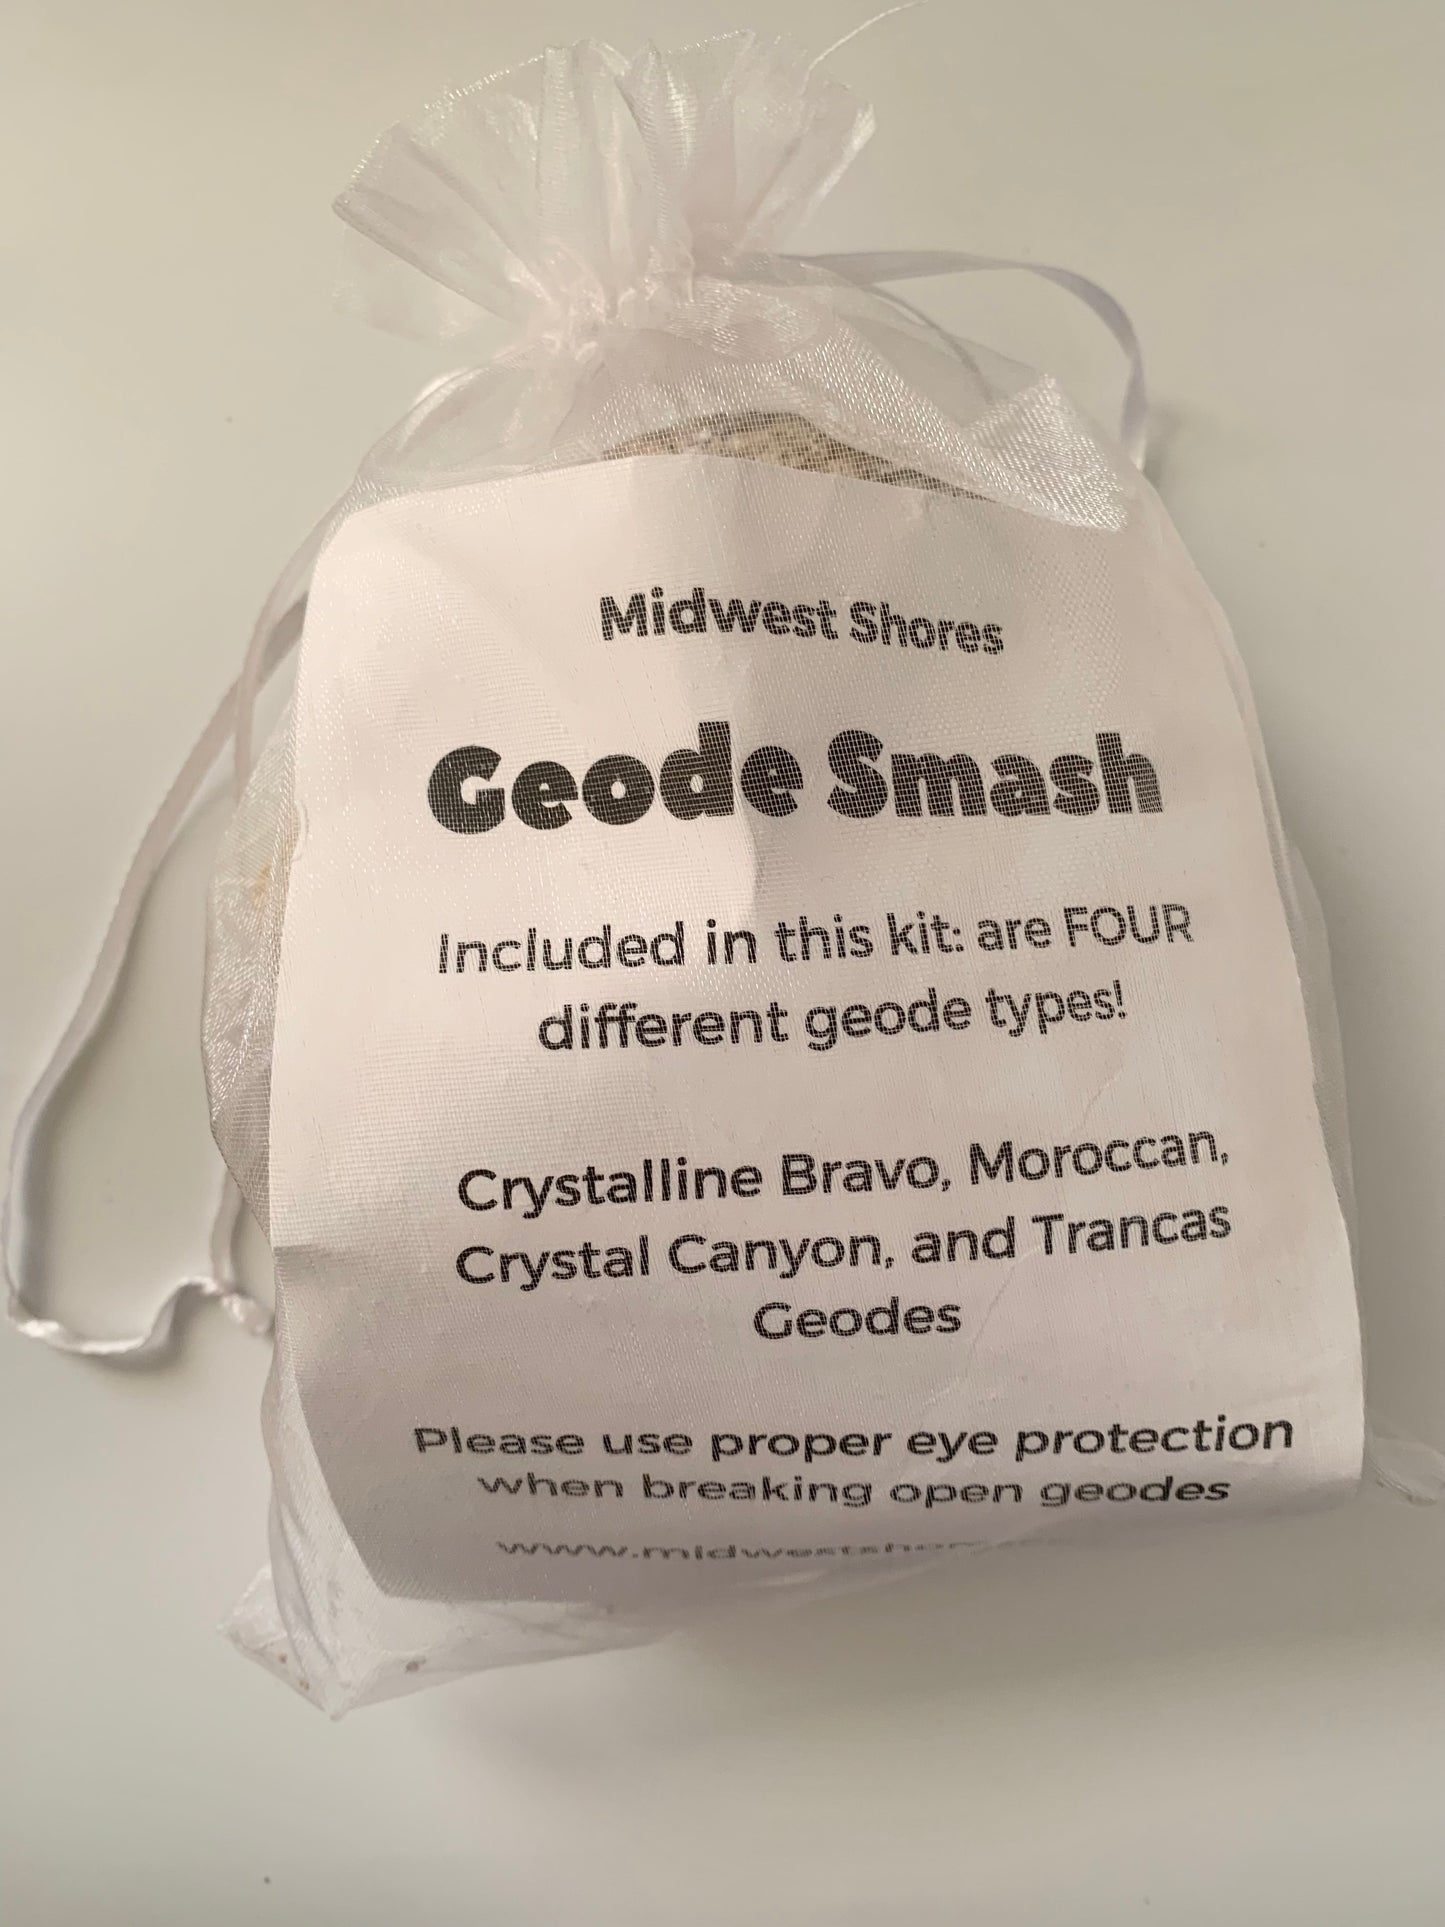 Midwest Shores
Geode Smash
Included in this kit: are FOUR
different geode types!
Crystalline Bravo, Moroccan,
Crystal Canyon, and Trancas
Geodes
Please use proper eye protection
when breaking open geodes